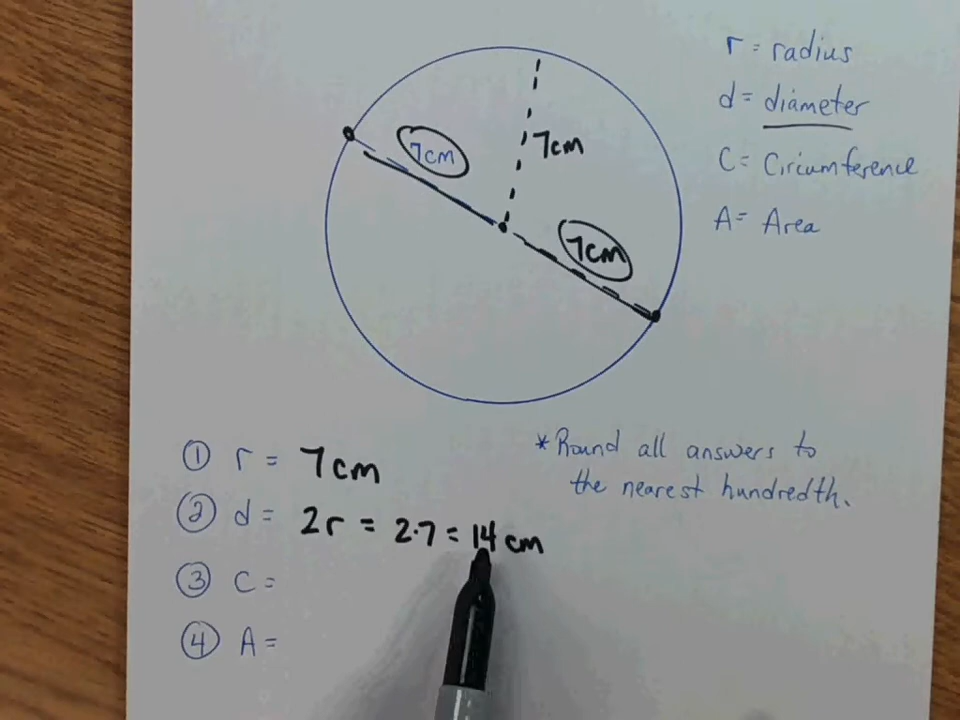 r = radius
d = diameter
C = Circumference
A = Area
7cm
7cm
7cm
① r = 7cm
② d = 2r = 2·7 = 14 cm
③ C =
④ A =
* Round all answers to
the nearest hundredth.